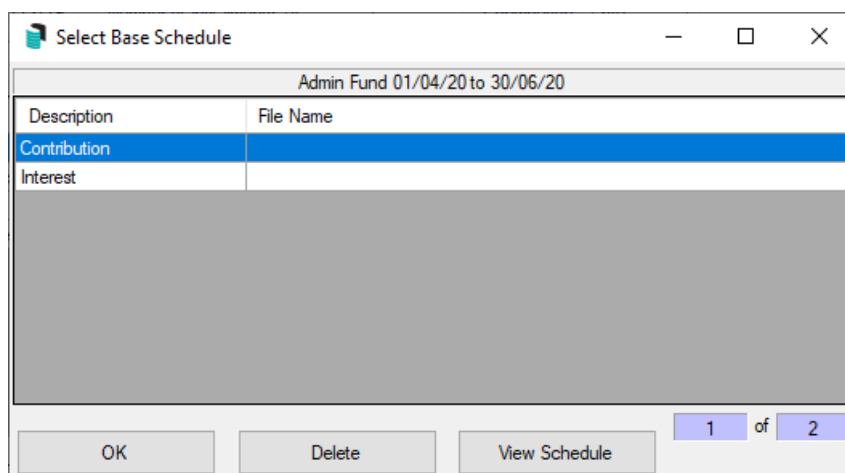 Select Base Schedule
Admin Fund 01/04/20 to 30/06/20
Description File Name
Contribution
Interest
1 of 2
OK Delete View Schedule